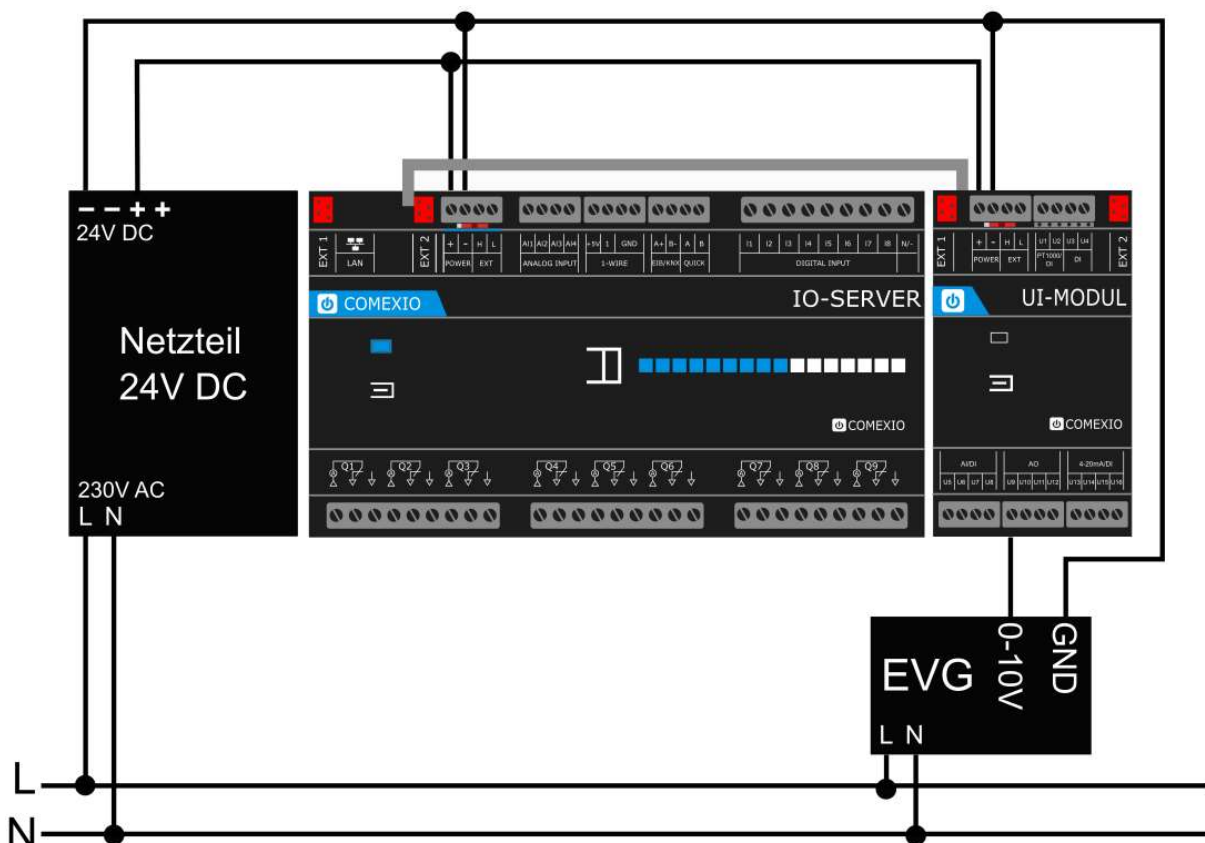 − − + +
24V DC
Netzteil
24V DC
230V AC
L N
EXT 1
LAN
EXT 2
+ − H L
POWER EXT
AI1 AI2 AI3 AI4
ANALOG INPUT
+5V 1 GND
1-WIRE
A+ B- A B
EIB/KNX QUICK
I1 I2 I3 I4 I5 I6 I7 I8 N/-
DIGITAL INPUT
COMEXIO
IO-SERVER
COMEXIO
Q1 Q2 Q3 Q4 Q5 Q6 Q7 Q8 Q9
EXT 1
+ − H L
POWER EXT
U1 U2 U3 U4
PT1000/DI DI
EXT 2
UI-MODUL
COMEXIO
AI/DI AO 4-20mA/DI
U5 U6 U7 U8 U9 U10 U11 U12 U13 U14 U15 U16
EVG
0-10V
GND
L N
L
N